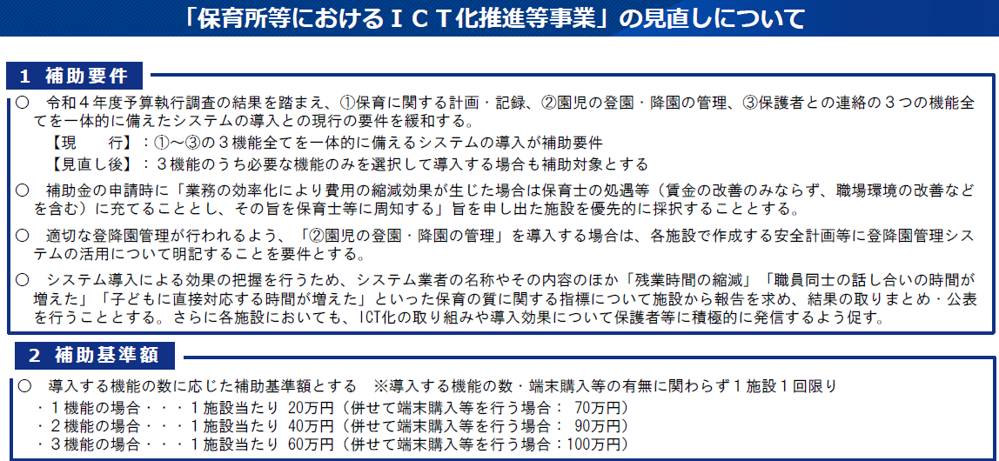 「保育所等におけるＩＣＴ化推進等事業」の見直しについて
１ 補助要件
○　令和４年度予算執行調査の結果を踏まえ、①保育に関する計画・記録、②園児の登園・降園の管理、③保護者との連絡の３つの機能全
てを一体的に備えたシステムの導入との現行の要件を緩和する。
【現　　行】：①～③の３機能全てを一体的に備えるシステムの導入が補助要件
【見直し後】：３機能のうち必要な機能のみを選択して導入する場合も補助対象とする
○　補助金の申請時に「業務の効率化により費用の縮減効果が生じた場合は保育士の処遇等（賃金の改善のみならず、職場環境の改善など
を含む）に充てることとし、その旨を保育士等に周知する」旨を申し出た施設を優先的に採択することとする。
○　適切な登降園管理が行われるよう、「②園児の登園・降園の管理」を導入する場合は、各施設で作成する安全計画等に登降園管理シス
テムの活用について明記することを要件とする。
○　システム導入による効果の把握を行うため、システム業者の名称やその内容のほか「残業時間の縮減」「職員同士の話し合いの時間が
増えた」「子どもに直接対応する時間が増えた」といった保育の質に関する指標について施設から報告を求め、結果の取りまとめ・公表
を行うこととする。さらに各施設においても、ICT化の取り組みや導入効果について保護者等に積極的に発信するよう促す。
２ 補助基準額
○　導入する機能の数に応じた補助基準額とする　※導入する機能の数・端末購入等の有無に関わらず１施設１回限り
・１機能の場合・・・１施設当たり 20万円（併せて端末購入等を行う場合： 70万円）
・２機能の場合・・・１施設当たり 40万円（併せて端末購入等を行う場合： 90万円）
・３機能の場合・・・１施設当たり 60万円（併せて端末購入等を行う場合：100万円）